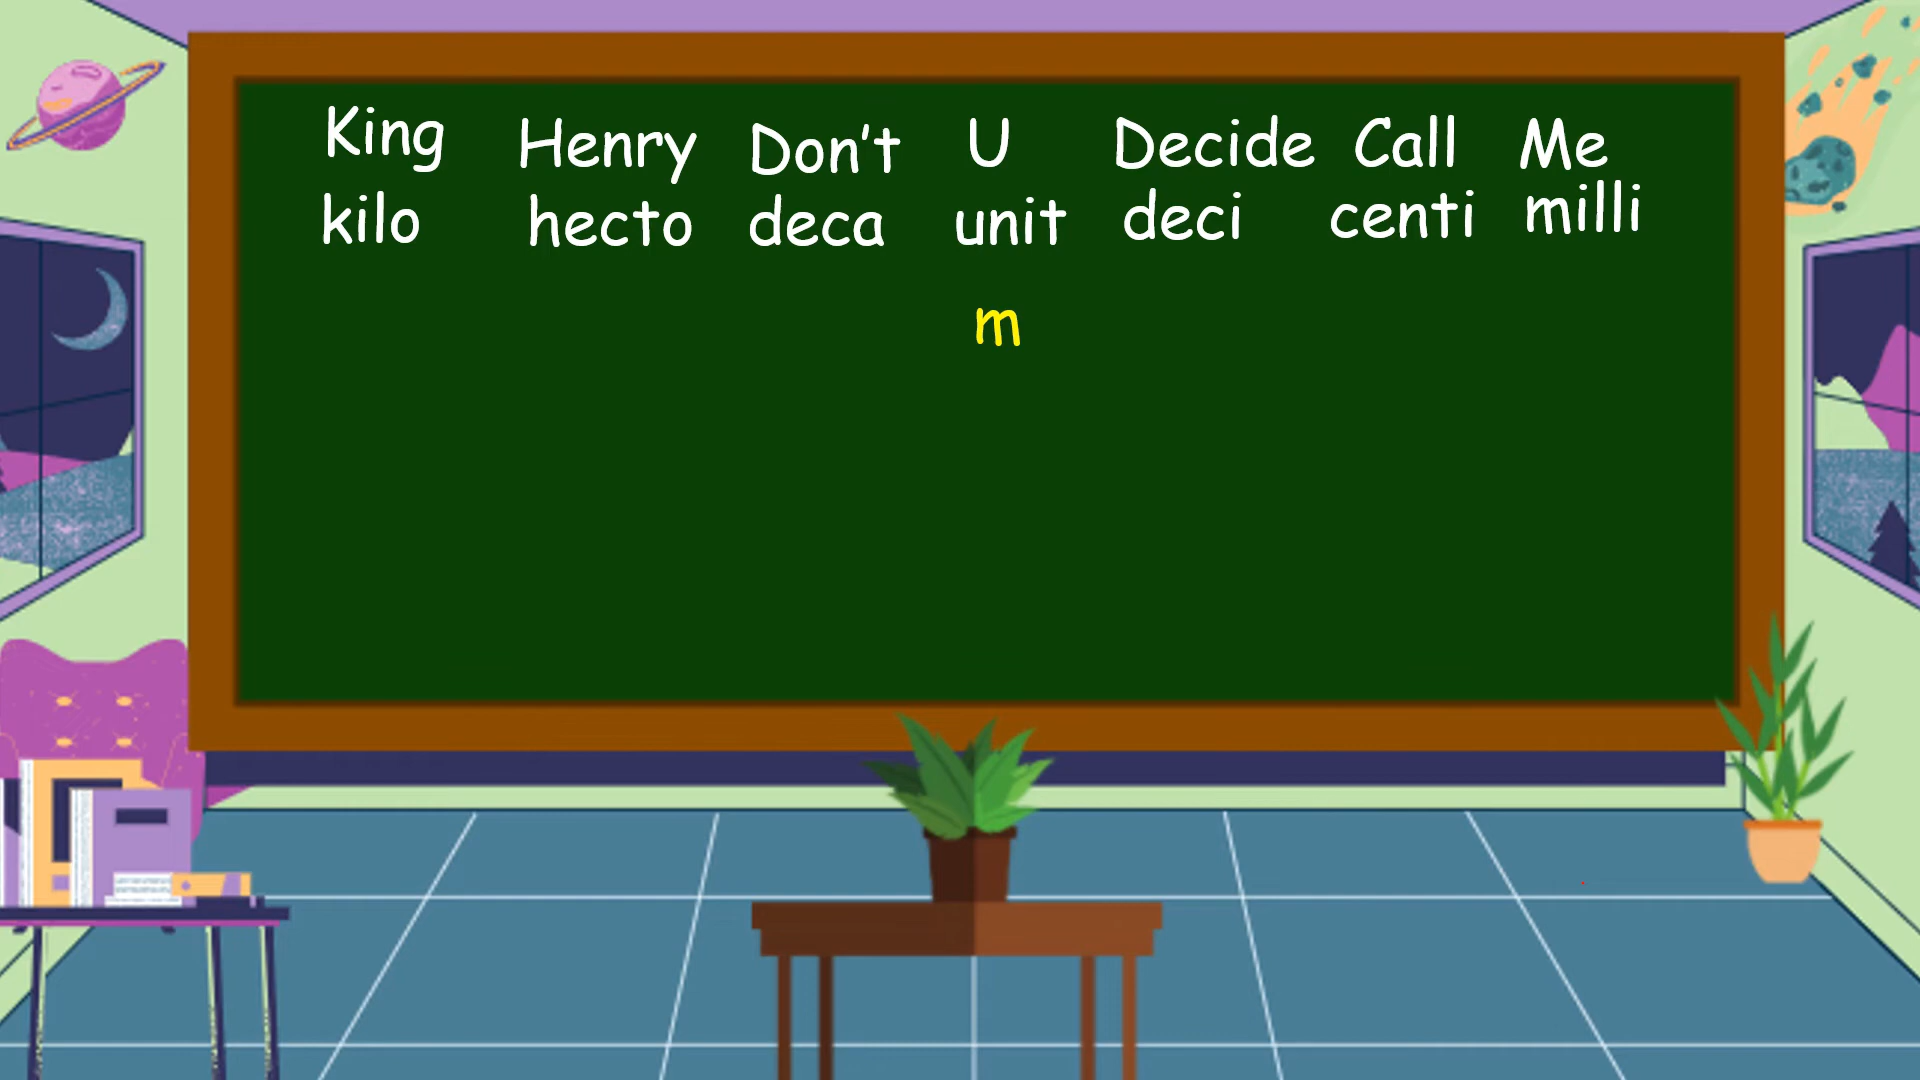 King Henry Don't U Decide Call Me
kilo hecto deca unit deci centi milli
m